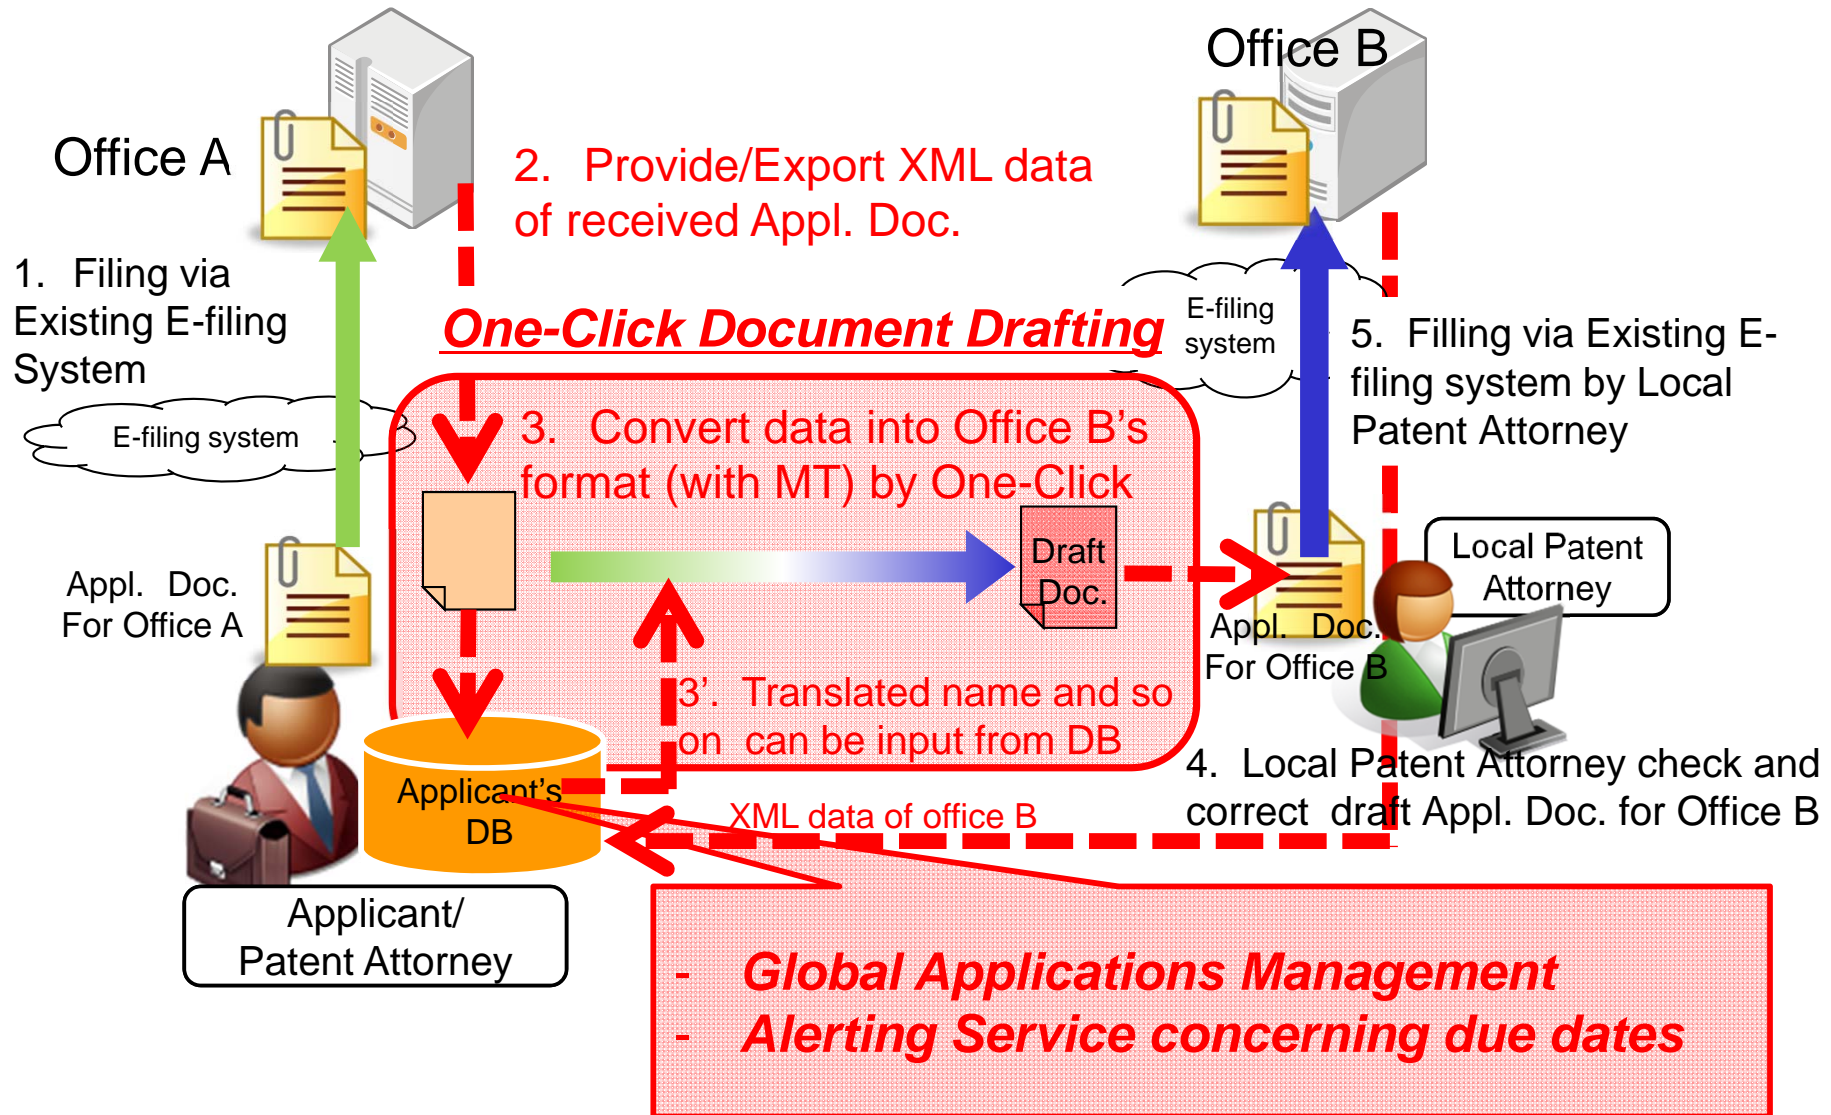 Office A
Office B
2. Provide/Export XML data
of received Appl. Doc.
1. Filing via
Existing E-filing
System
One-Click Document Drafting
E-filing
system
5. Filling via Existing E-
filing system by Local
Patent Attorney
E-filing system
3. Convert data into Office B’s
format (with MT) by One-Click
Draft
Doc.
Local Patent
Attorney
Appl. Doc.
For Office A
Appl. Doc.
For Office B
3’. Translated name and so
on can be input from DB
4. Local Patent Attorney check and
correct draft Appl. Doc. for Office B
Applicant’s
DB
XML data of office B
Applicant/
Patent Attorney
- Global Applications Management
- Alerting Service concerning due dates